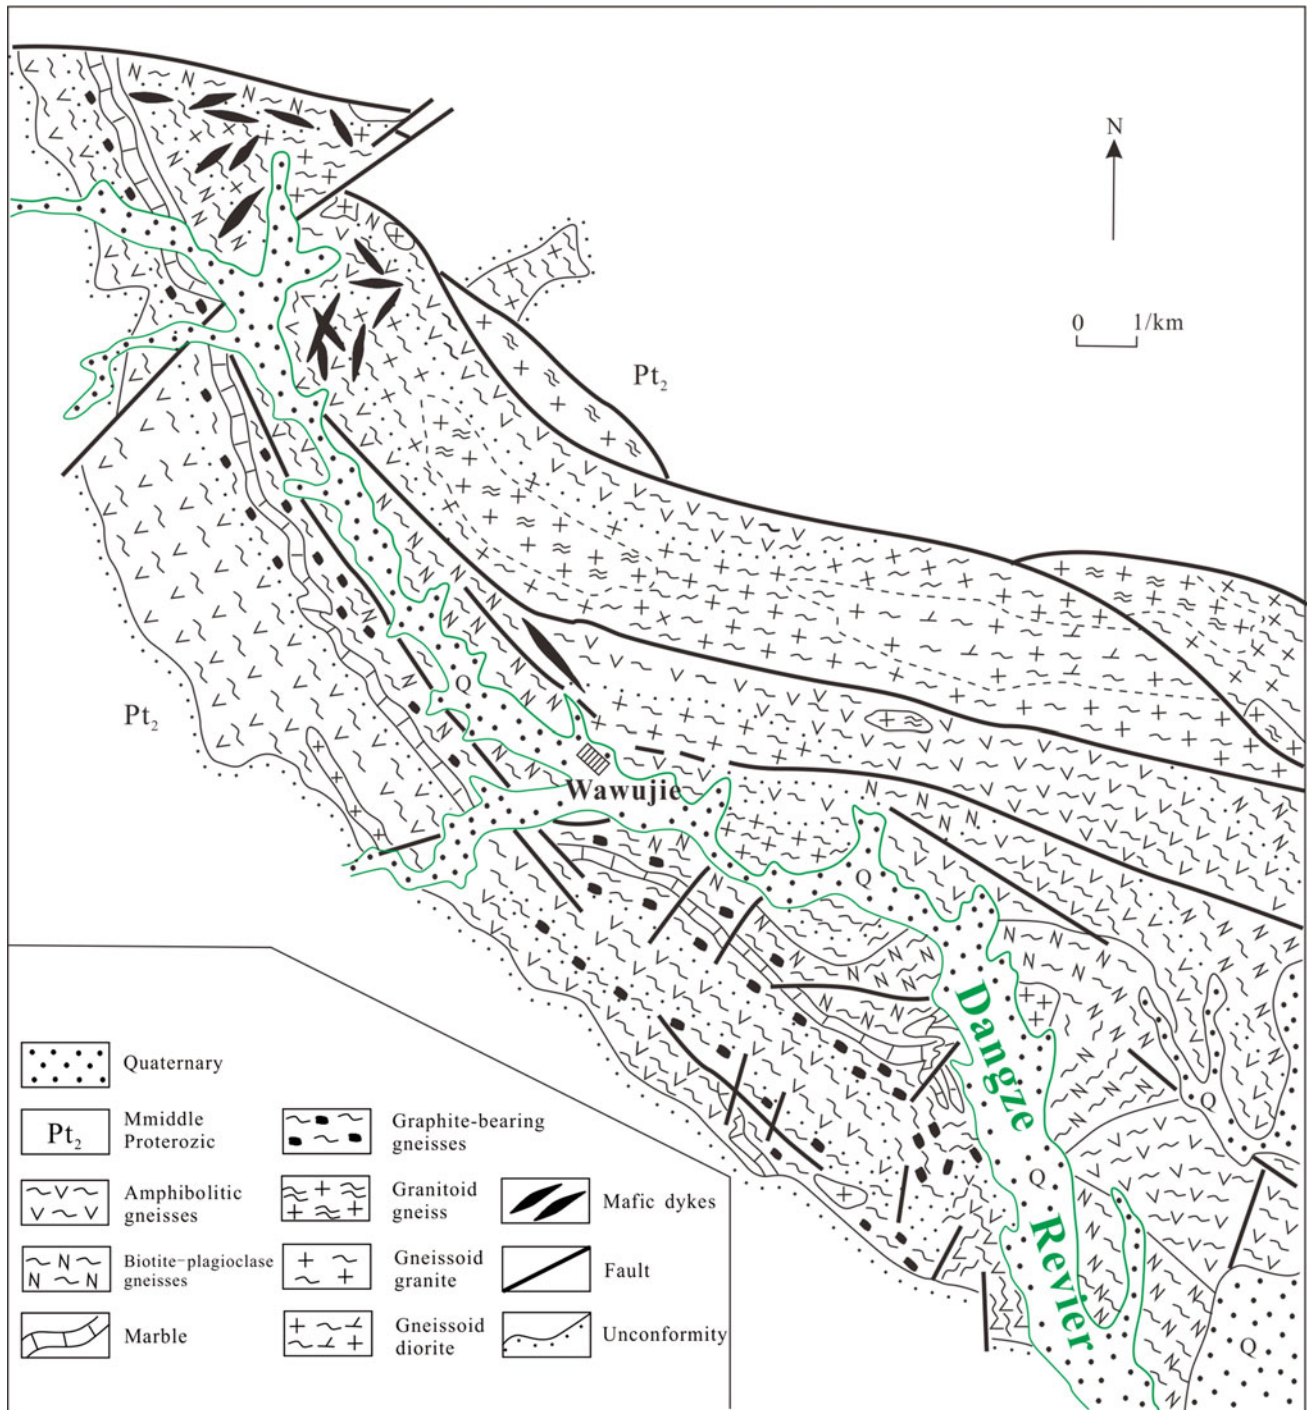 N
0 1/km
Pt₂
Pt₂
Q
Wawujie
Q
Dangze
Q
Q
Revier
Q
Quaternary
Pt₂
Mmiddle
Proterozic
Graphite-bearing
gneisses
Amphibolitic
gneisses
Granitoid
gneiss
Mafic dykes
Biotite-plagioclase
gneisses
Gneissoid
granite
Fault
Marble
Gneissoid
diorite
Unconformity